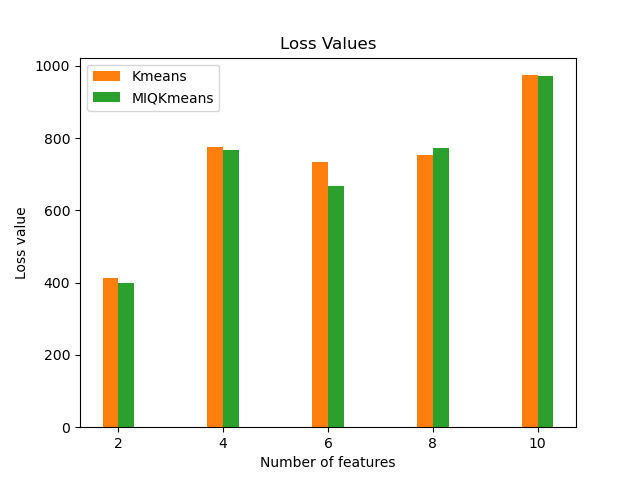 Loss Values
Kmeans
MIQKmeans
1000
800
600
400
200
0
Loss value
2 4 6 8 10
Number of features